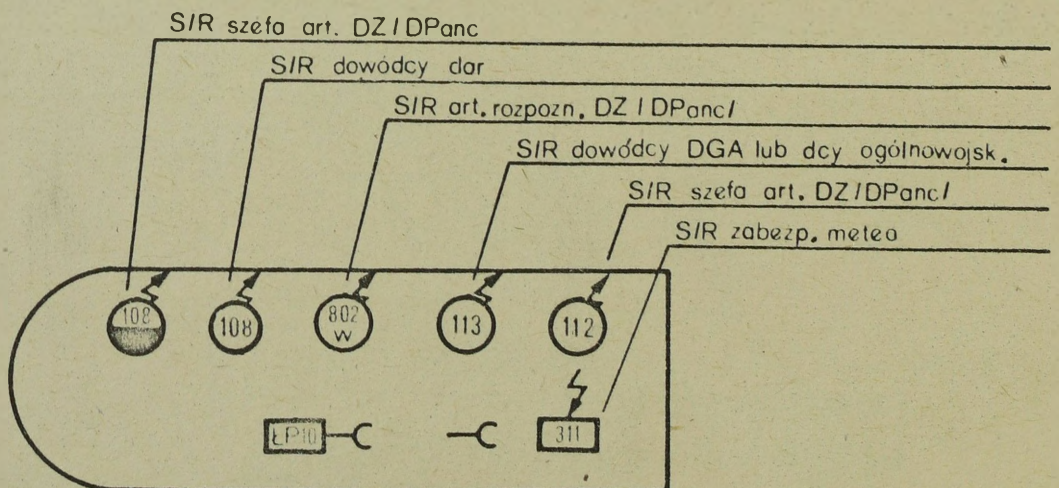 S/R szefa art. DZ/DPanc
S/R dowódcy dar
S/R art. rozpozn. DZ/DPanc/
S/R dowódcy DGA lub dcy ogólnowojsk.
S/R szefa art. DZ/DPanc/
S/R zabezp. meteo
108 108 802 W 113 112
ŁP10 311